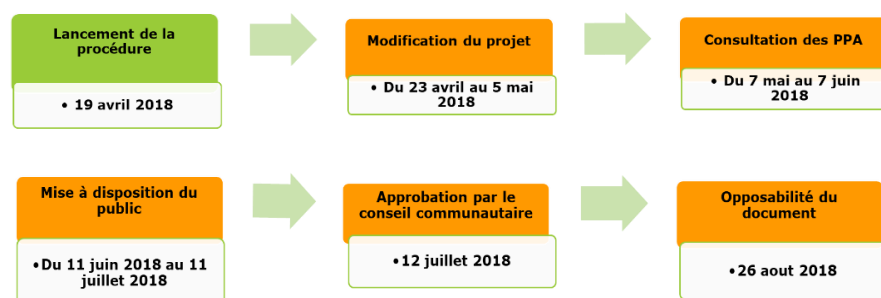 Lancement de la
procédure
• 19 avril 2018
Modification du projet
• Du 23 avril au 5 mai
2018
Consultation des PPA
• Du 7 mai au 7 juin
2018
Mise à disposition du
public
•Du 11 juin 2018 au 11
juillet 2018
Approbation par le
conseil communautaire
•12 juillet 2018
Opposabilité du
document
•26 aout 2018